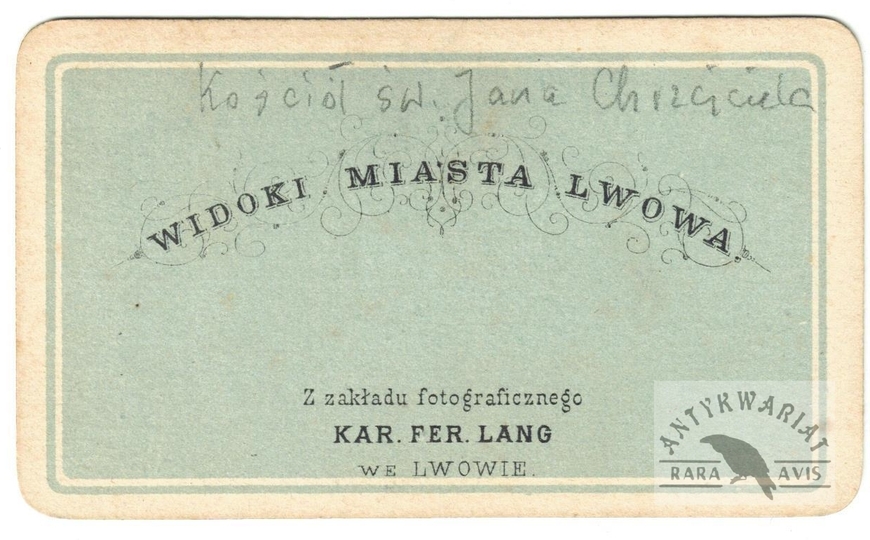 Kościół św. Jana Chrzciciela
WIDOKI MIASTA LWOWA.
Z zakładu fotograficznego
KAR. FER. LANG
WE LWOWIE.
ANTYKWARIAT
RARA AVIS